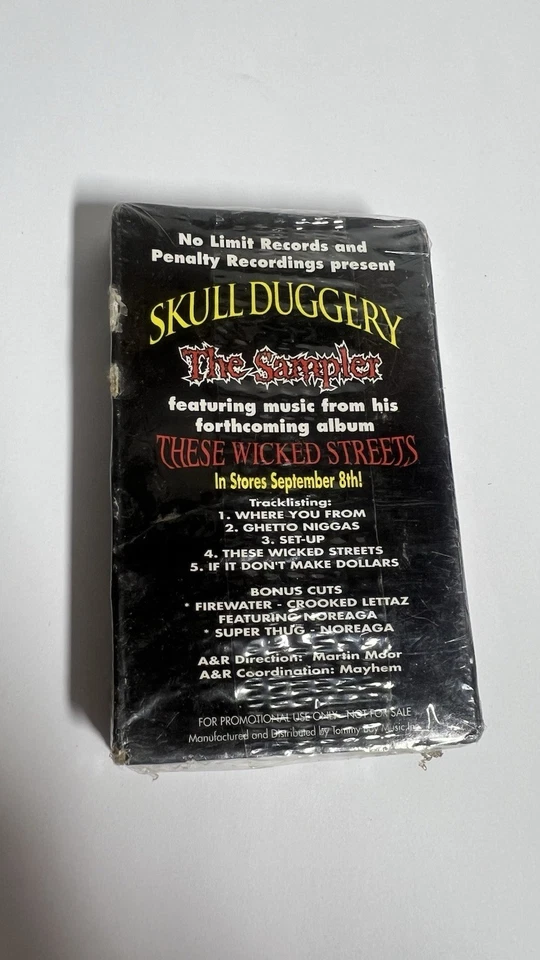 No Limit Records and
Penalty Recordings present
SKULL DUGGERY
The Sampler
featuring music from his
forthcoming album
THESE WICKED STREETS
In Stores September 8th!
Tracklisting:
1. WHERE YOU FROM
2. GHETTO NIGGAS
3. SET-UP
4. THESE WICKED STREETS
5. IF IT DON'T MAKE DOLLARS
BONUS CUTS
* FIREWATER - CROOKED LETTAZ
FEATURING NOREAGA
* SUPER THUG - NOREAGA
A&R Direction: Martin Moor
A&R Coordination: Mayhem
FOR PROMOTIONAL USE ONLY - NOT FOR SALE
Manufactured and Distributed by Tommy Boy Music,